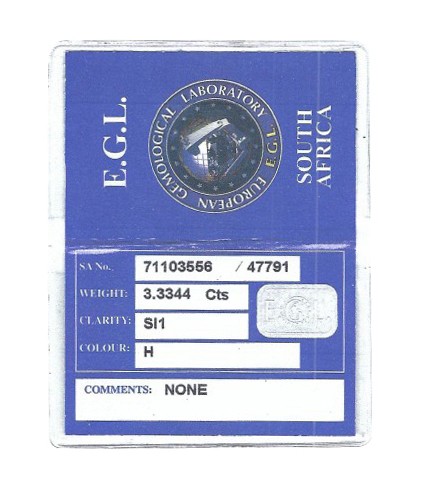 E.G.L.
EUROPEAN GEMOLOGICAL LABORATORY E.G.L.
SOUTH
AFRICA
SA No.. 71103556 / 47791
WEIGHT: 3.3344 Cts
E.G.L.
CLARITY: SI1
COLOUR: H
COMMENTS: NONE